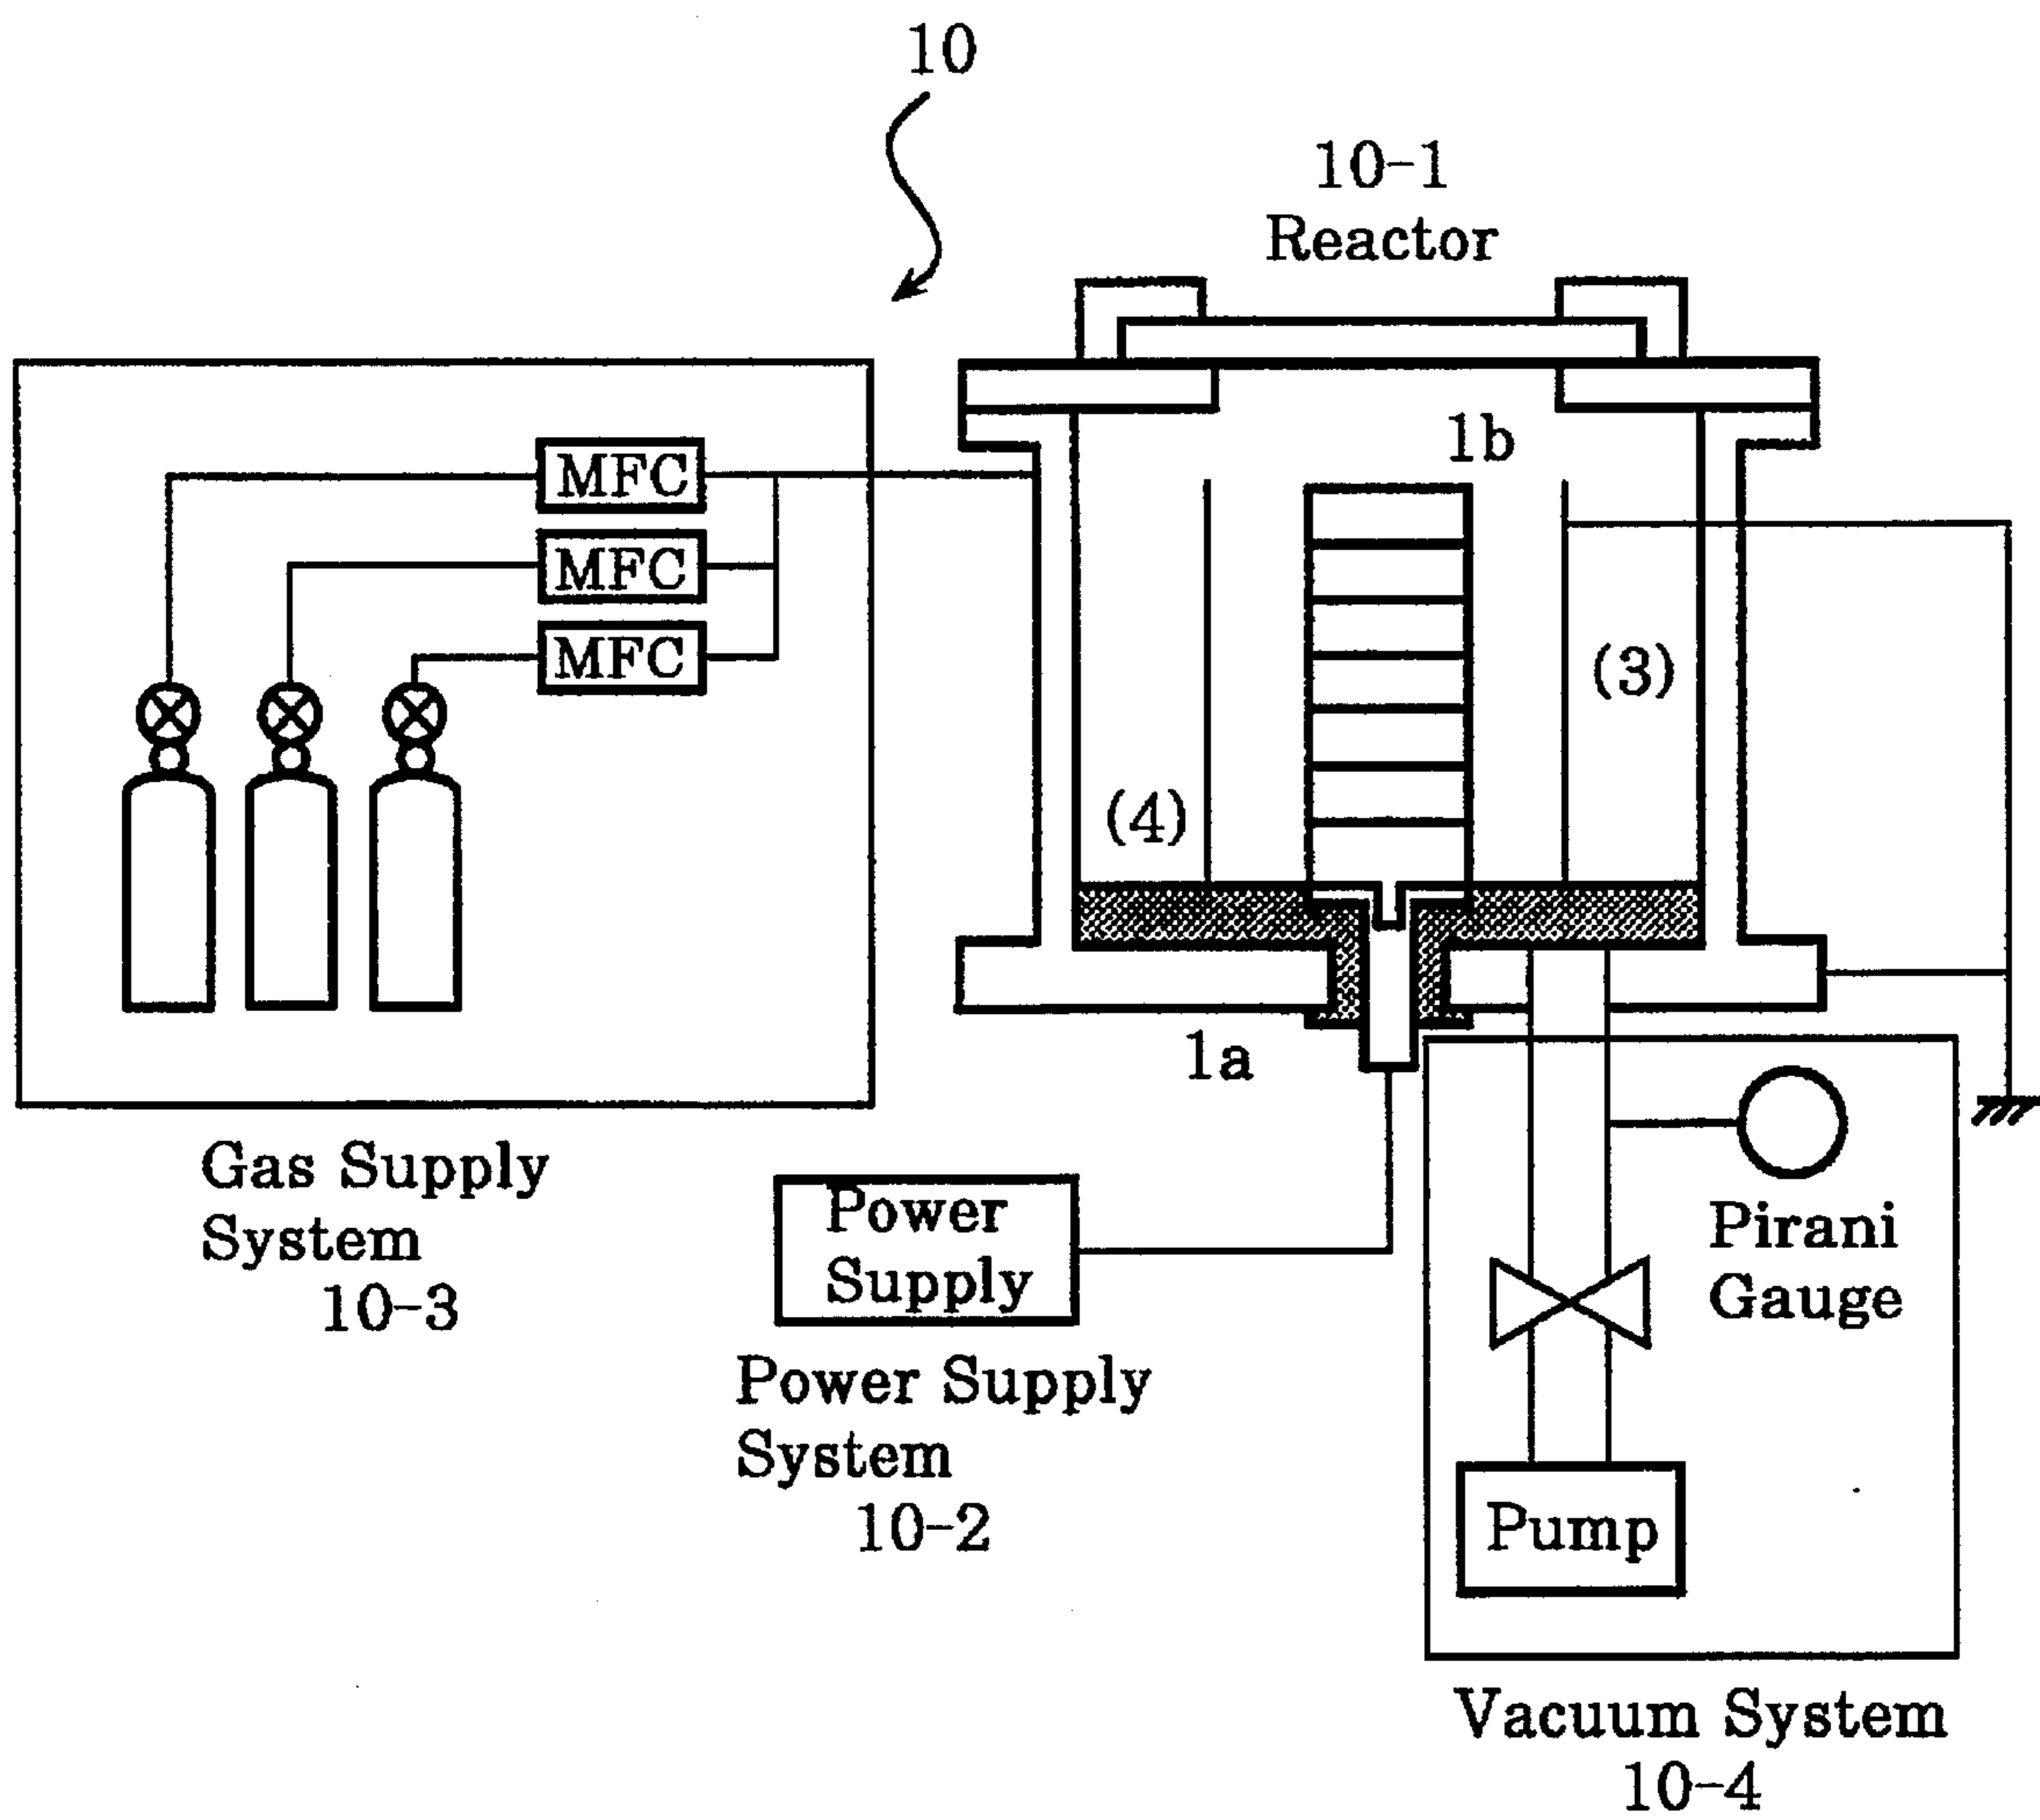 10
10-1
Reactor
1b
MFC
MFC
MFC
(3)
(4)
1a
Gas Supply
System
10-3
Power
Supply
Power Supply
System
10-2
Pirani
Gauge
Pump
Vacuum System
10-4